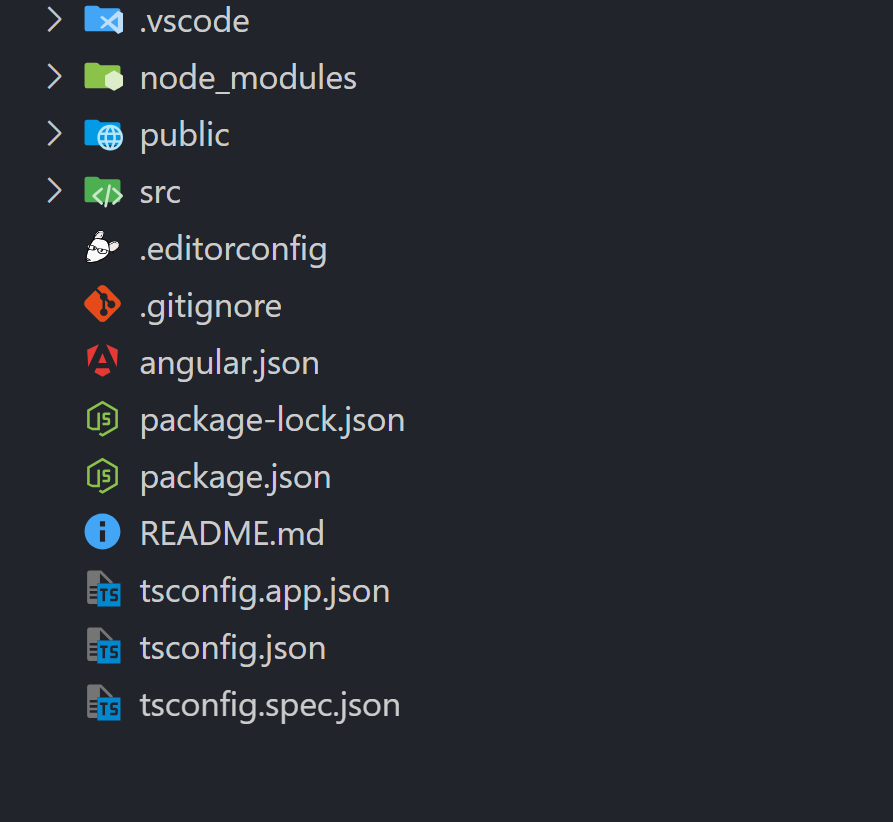 .vscode
node_modules
public
src
.editorconfig
.gitignore
angular.json
package-lock.json
package.json
README.md
tsconfig.app.json
tsconfig.json
tsconfig.spec.json